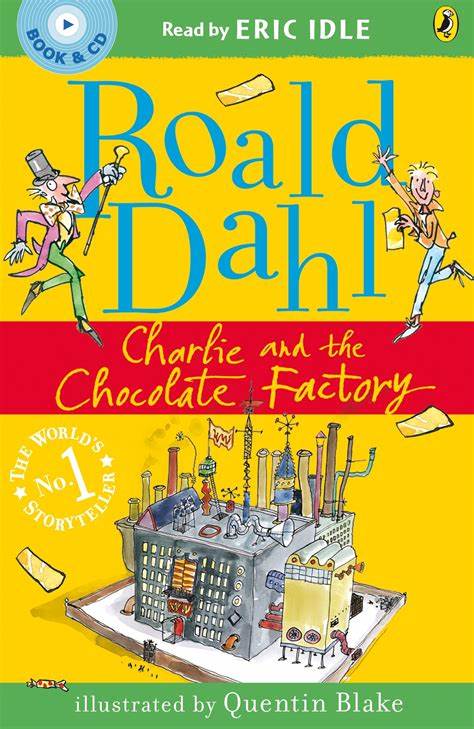 BOOK & CD
Read by ERIC IDLE
Roald
Dahl
Charlie and the
Chocolate Factory
THE WORLD'S
No. 1
STORYTELLER
W
illustrated by Quentin Blake